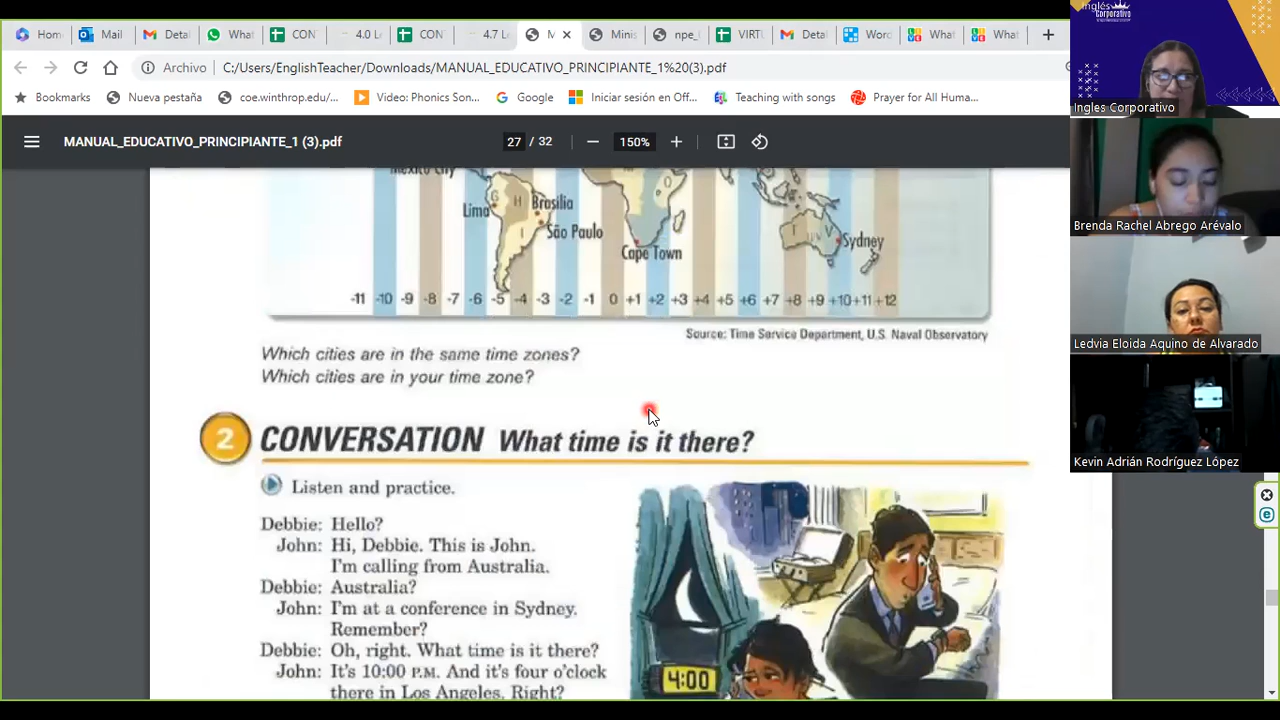 Hom
Mail
Detai
What
CON
4.0 Le
CON
4.7 Le
M
Minis
npe_
VIRTU
Detai
Word
What
What
Archivo
C:/Users/EnglishTeacher/Downloads/MANUAL_EDUCATIVO_PRINCIPIANTE_1%20(3).pdf
Bookmarks
Nueva pestaña
coe.winthrop.edu/...
Video: Phonics Son...
Google
Iniciar sesión en Off...
Teaching with songs
Prayer for All Huma...
MANUAL_EDUCATIVO_PRINCIPIANTE_1 (3).pdf
27 / 32
150%
Mexico City
Lima
Brasilia
São Paulo
Cape Town
Sydney
G
H
I
I
V
-11 -10 -9 -8 -7 -6 -5 -4 -3 -2 -1 0 +1 +2 +3 +4 +5 +6 +7 +8 +9 +10 +11 +12
Source: Time Service Department, U.S. Naval Observatory
Which cities are in the same time zones?
Which cities are in your time zone?
2 CONVERSATION What time is it there?
Listen and practice.
Debbie: Hello?
John: Hi, Debbie. This is John.
I'm calling from Australia.
Debbie: Australia?
John: I'm at a conference in Sydney.
Remember?
Debbie: Oh, right. What time is it there?
John: It's 10:00 P.M. And it's four o'clock
there in Los Angeles. Right?
4:00
Inglés
Corporativo
Ingles Corporativo
Brenda Rachel Abrego Arévalo
Ledvia Eloida Aquino de Alvarado
Kevin Adrián Rodríguez López